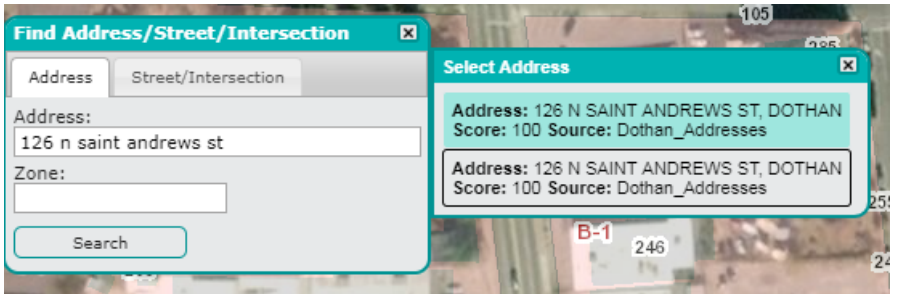 105
285
Find Address/Street/Intersection
Address
Street/Intersection
Address:
126 n saint andrews st
Zone:
Search
Select Address
Address: 126 N SAINT ANDREWS ST, DOTHAN
Score: 100 Source: Dothan_Addresses
Address: 126 N SAINT ANDREWS ST, DOTHAN
Score: 100 Source: Dothan_Addresses
B-1
246